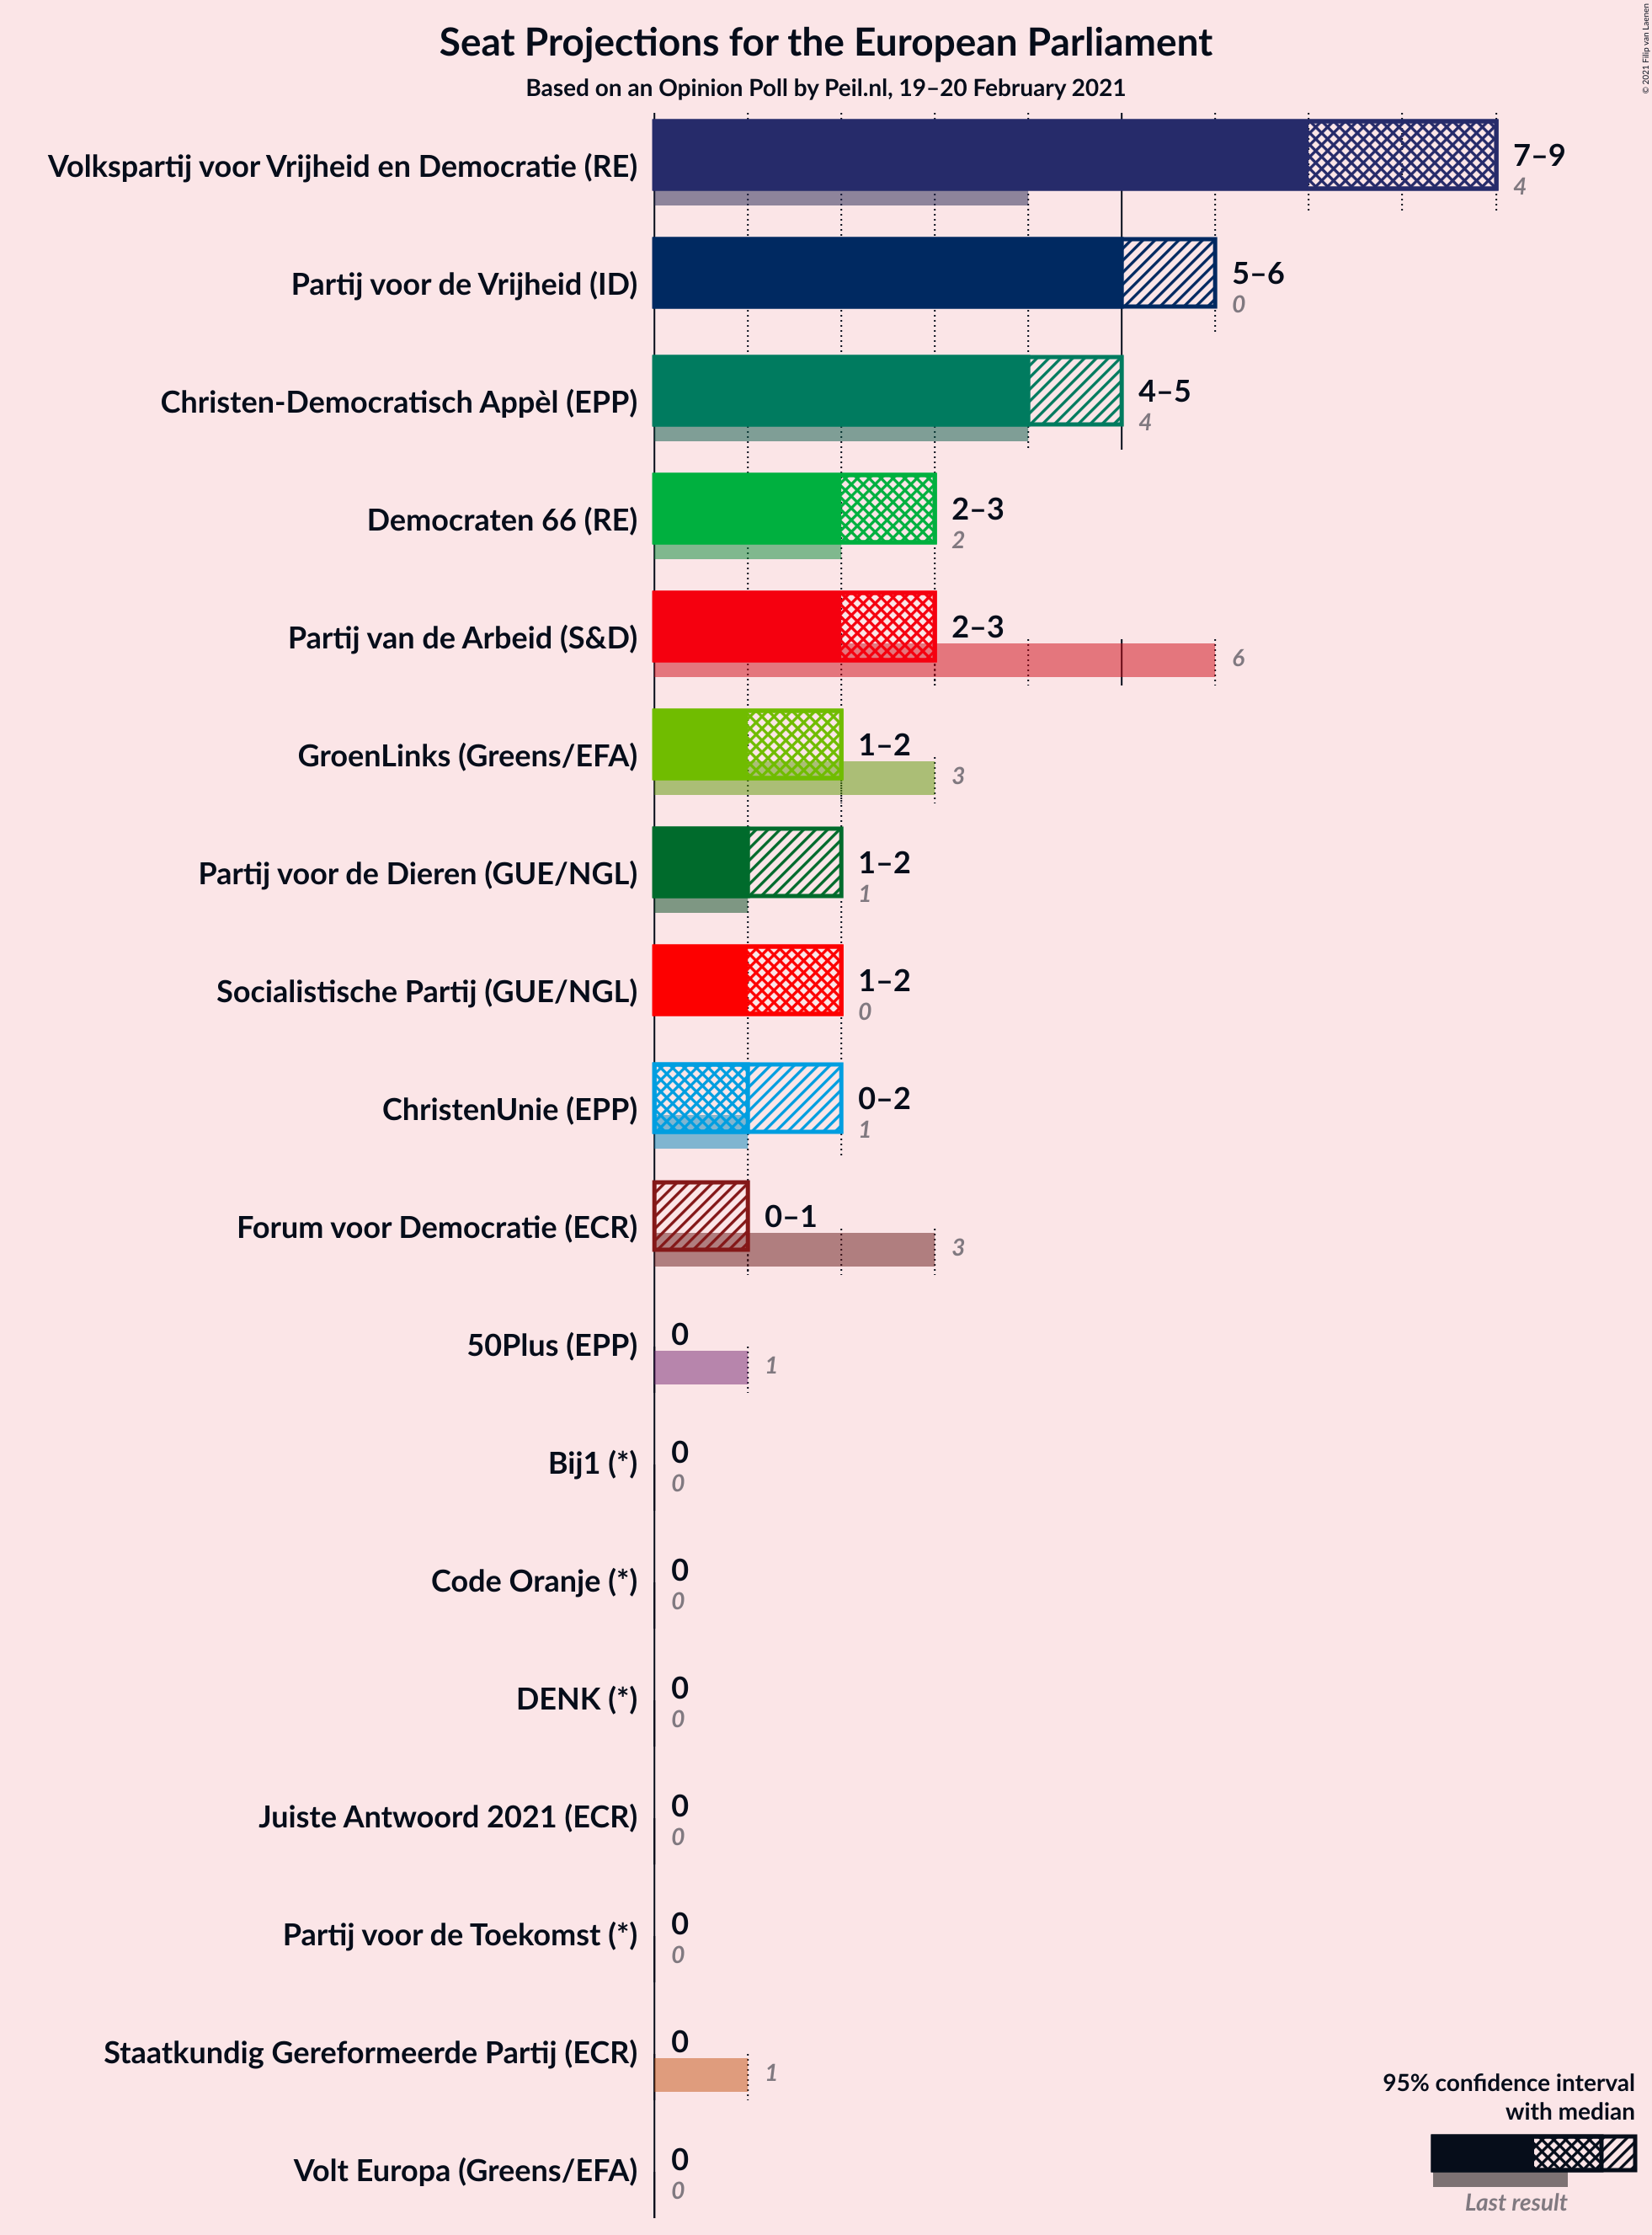 Seat Projections for the European Parliament
Based on an Opinion Poll by Peil.nl, 19–20 February 2021
© 2021 Filip van Laenen
Volkspartij voor Vrijheid en Democratie (RE)
7–9
4
Partij voor de Vrijheid (ID)
5–6
0
Christen-Democratisch Appèl (EPP)
4–5
4
Democraten 66 (RE)
2–3
2
Partij van de Arbeid (S&D)
2–3
6
GroenLinks (Greens/EFA)
1–2
3
Partij voor de Dieren (GUE/NGL)
1–2
1
Socialistische Partij (GUE/NGL)
1–2
0
ChristenUnie (EPP)
0–2
1
Forum voor Democratie (ECR)
0–1
3
50Plus (EPP)
0
1
Bij1 (*)
0
0
Code Oranje (*)
0
0
DENK (*)
0
0
Juiste Antwoord 2021 (ECR)
0
0
Partij voor de Toekomst (*)
0
0
Staatkundig Gereformeerde Partij (ECR)
0
1
Volt Europa (Greens/EFA)
0
0
95% confidence interval
with median
Last result